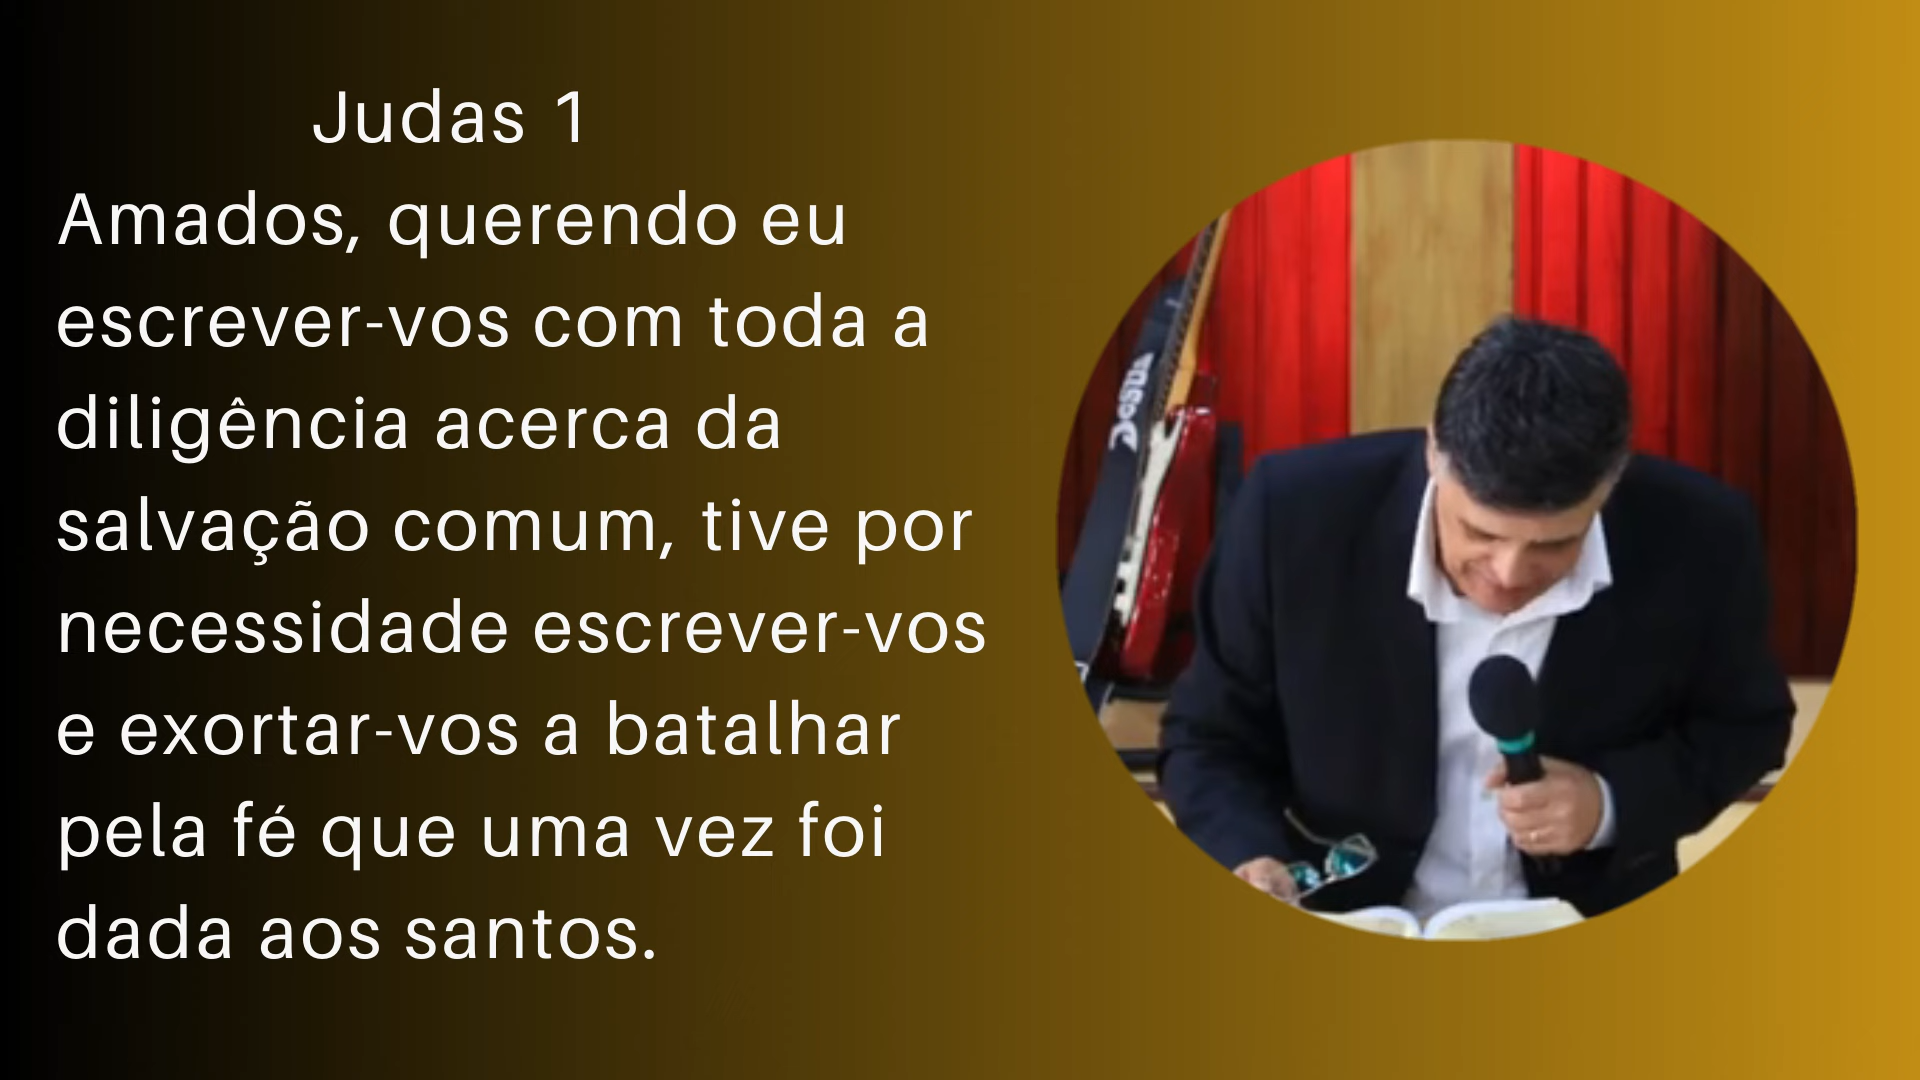 Judas 1
Amados, querendo eu
escrever-vos com toda a
diligência acerca da
salvação comum, tive por
necessidade escrever-vos
e exortar-vos a batalhar
pela fé que uma vez foi
dada aos santos.